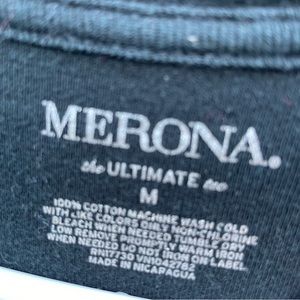 MERONA.
the ULTIMATE tee
M
100% COTTON MACHINE WASH COLD
WITH LIKE COLORS ONLY NON-CHLORINE
BLEACH WHEN NEEDED TUMBLE DRY
LOW REMOVE PROMPTLY WARM IRON
WHEN NEEDED DO NOT IRON ON LABEL
RN17730
MADE IN NICARAGUA